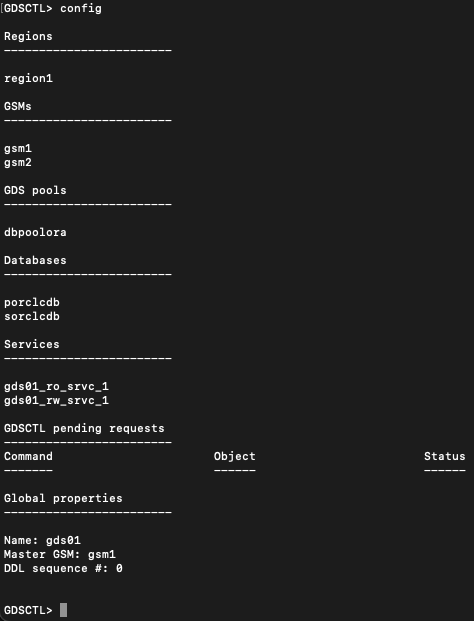 [GDSCTL> config
Regions
------------------------
region1
GSMs
------------------------
gsm1
gsm2
GDS pools
------------------------
dbpoolora
Databases
------------------------
porclcdb
sorclcdb
Services
------------------------
gds01_ro_srvc_1
gds01_rw_srvc_1
GDSCTL pending requests
------------------------
Command Object Status
------- ------ ------
Global properties
------------------------
Name: gds01
Master GSM: gsm1
DDL sequence #: 0
GDSCTL>